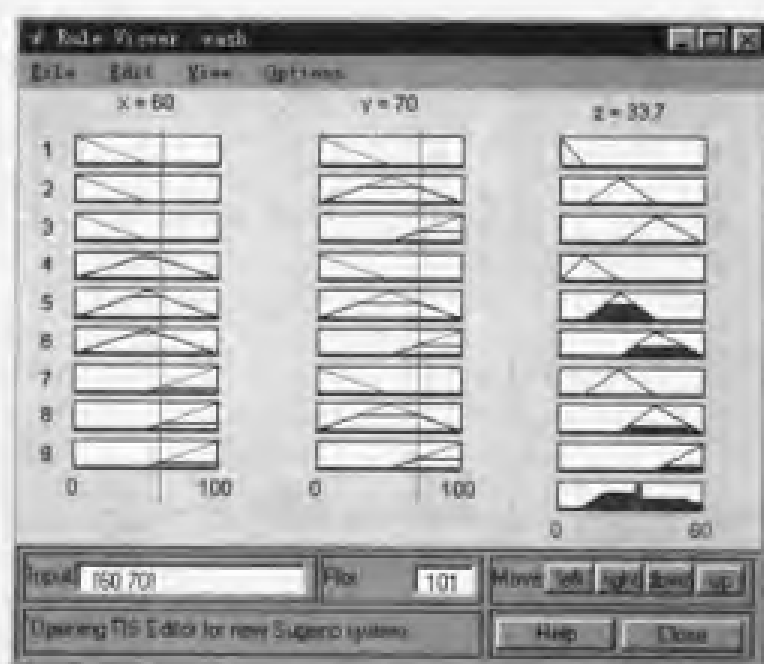 Rule Viewer wash
File Edit View Options
x = 60 y = 70 z = 33.7
1
2
3
4
5
6
7
8
9
0 100 0 100
0 60
Input [60 70] 101 Move left right down up
Opening FIS Editor for new Sugeno system Help Close